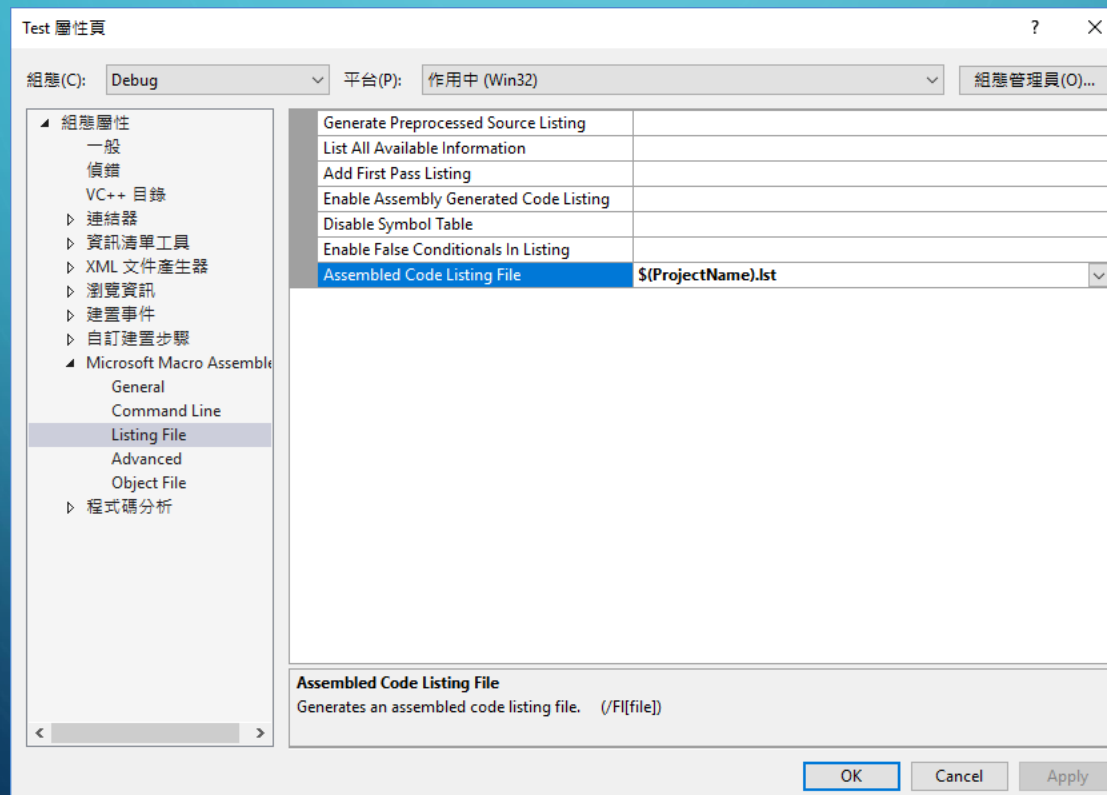 Test 屬性頁
?
組態(C): Debug 平台(P): 作用中 (Win32) 組態管理員(O)...
組態屬性
一般
偵錯
VC++ 目錄
連結器
資訊清單工具
XML 文件產生器
瀏覽資訊
建置事件
自訂建置步驟
Microsoft Macro Assemble
General
Command Line
Listing File
Advanced
Object File
程式碼分析
Generate Preprocessed Source Listing
List All Available Information
Add First Pass Listing
Enable Assembly Generated Code Listing
Disable Symbol Table
Enable False Conditionals In Listing
Assembled Code Listing File $(ProjectName).lst
Assembled Code Listing File
Generates an assembled code listing file. (/Fl[file])
OK Cancel Apply